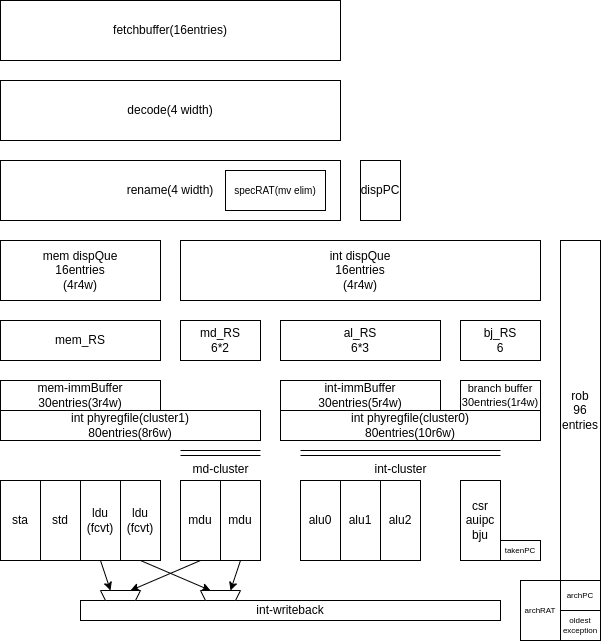 fetchbuffer(16entries)
decode(4 width)
rename(4 width)
specRAT(mv elim)
dispPC
mem dispQue
16entries
(4r4w)
int dispQue
16entries
(4r4w)
mem_RS
md_RS
6*2
al_RS
6*3
bj_RS
6
rob
96
entries
mem-immBuffer
30entries(3r4w)
int-immBuffer
30entries(5r4w)
branch buffer
30entries(1r4w)
int phyregfile(cluster1)
80entries(8r6w)
int phyregfile(cluster0)
80entries(10r6w)
md-cluster
int-cluster
sta
std
ldu
(fcvt)
ldu
(fcvt)
mdu
mdu
alu0
alu1
alu2
csr
auipc
bju
takenPC
int-writeback
archRAT
archPC
oldest
exception